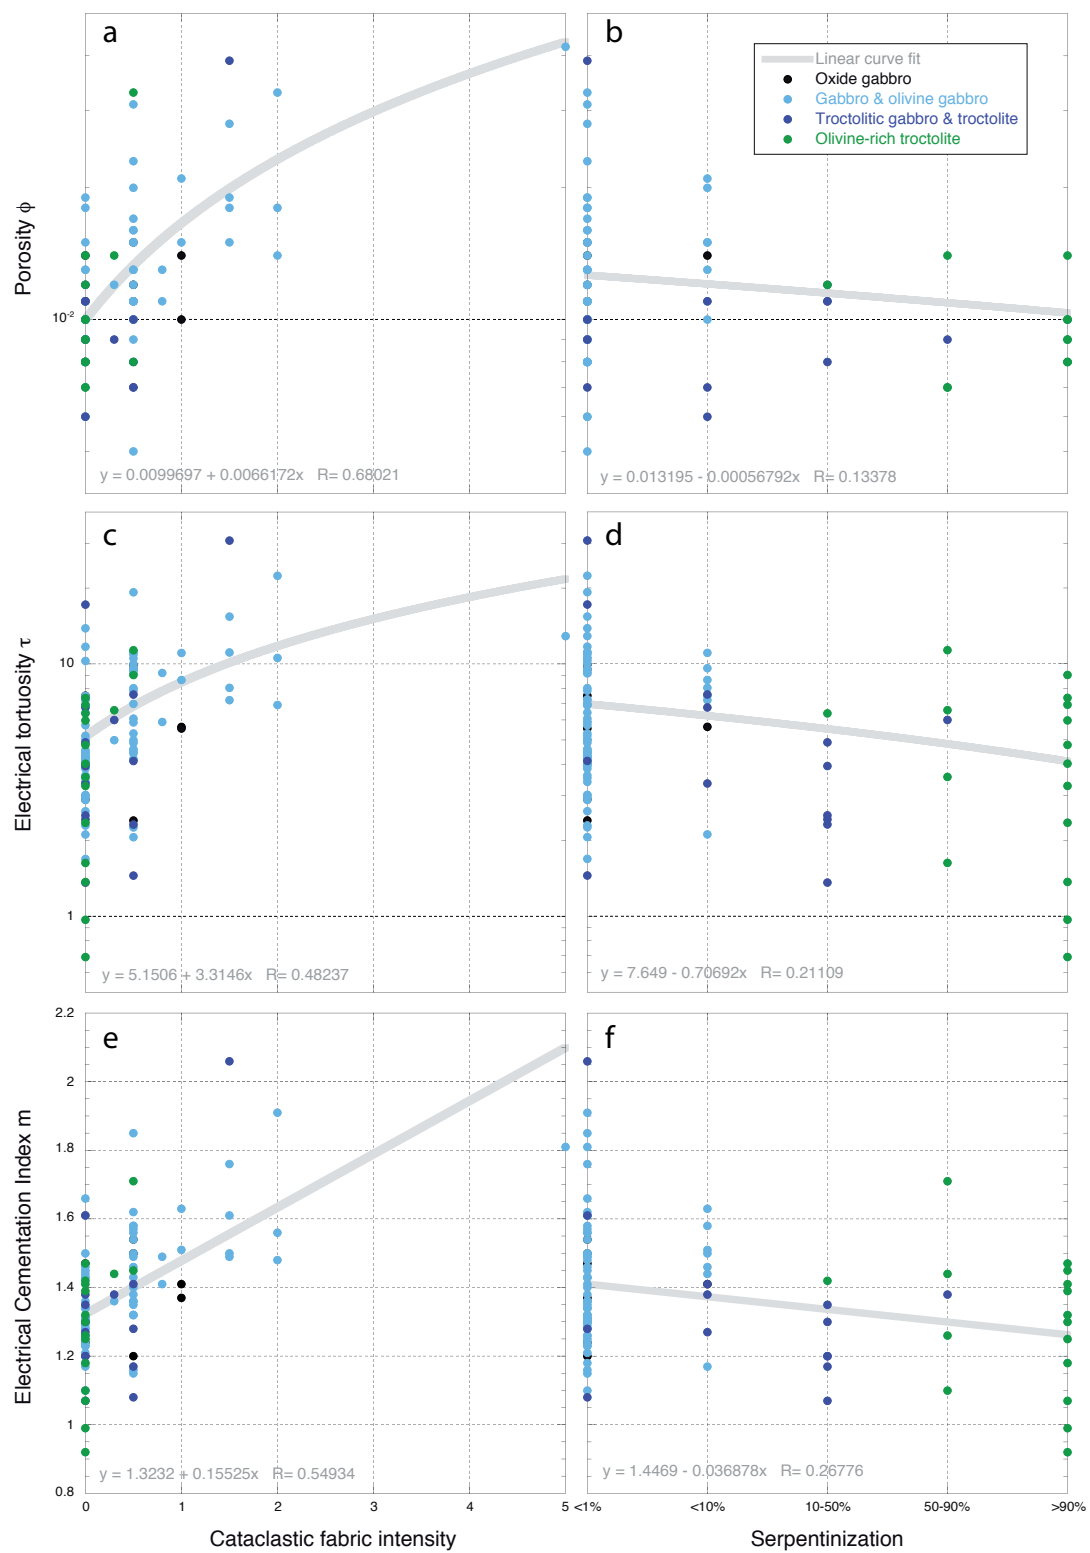 a
b
Linear curve fit
Oxide gabbro
Gabbro & olivine gabbro
Troctolitic gabbro & troctolite
Olivine-rich troctolite
Porosity ϕ
10-2
y = 0.0099697 + 0.0066172x R= 0.68021
y = 0.013195 - 0.00056792x R= 0.13378
c
d
Electrical tortuosity τ
10
1
y = 5.1506 + 3.3146x R= 0.48237
y = 7.649 - 0.70692x R= 0.21109
e
f
Electrical Cementation Index m
2.2
2
1.8
1.6
1.4
1.2
1
0.8
y = 1.3232 + 0.15525x R= 0.54934
y = 1.4469 - 0.036878x R= 0.26776
0 1 2 3 4 5
<1% <10% 10-50% 50-90% >90%
Cataclastic fabric intensity
Serpentinization